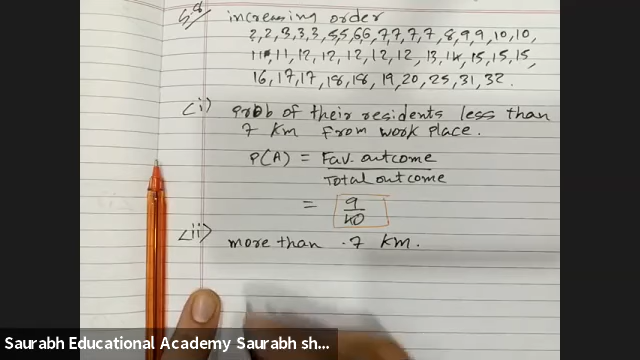 Sol
increasing order
2,2,3,3,3,5,5,6,6,7,7,7,7,8,9,9,10,10,
11,11,12,12,12,12,12,13,14,15,15,15,
16,17,17,18,18,19,20,25,31,32.
(i) prob of their residents less than
7 Km from work place.
P(A) = Fav. outcome
Total outcome
= 9
40
(ii) more than .7 Km.
Saurabh Educational Academy Saurabh sh...